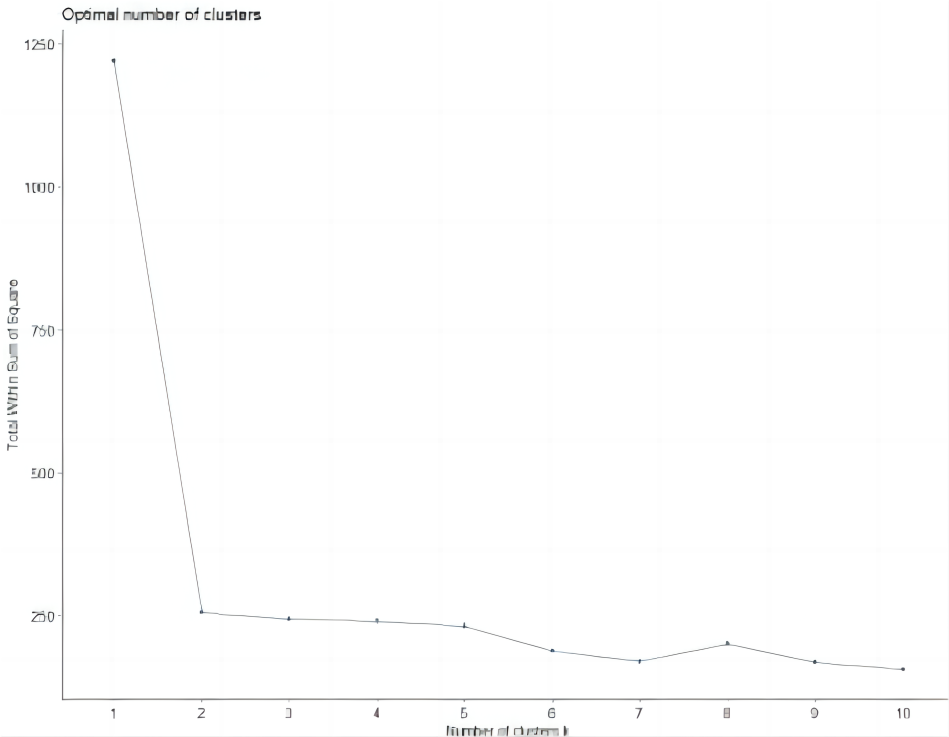 Optimal number of clusters
1250
1000
750
500
250
Total Within Sum of Square
1 2 3 4 5 6 7 8 9 10
Number of clusters k